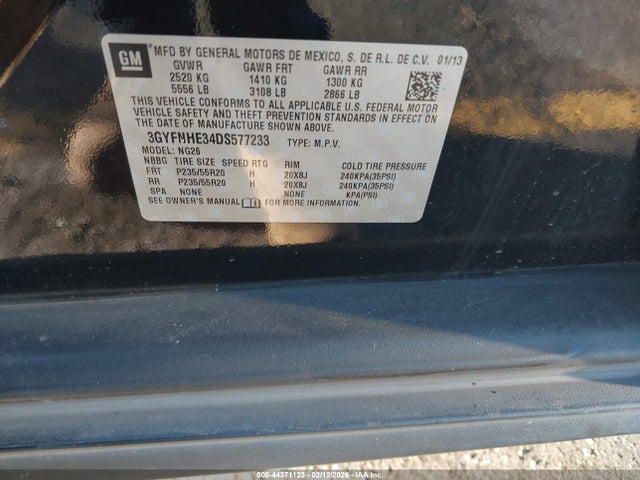 GM
MFD BY GENERAL MOTORS DE MEXICO, S. DE R.L. DE C.V. 01/13
GVWR GAWR FRT GAWR RR
2520 KG 1410 KG 1300 KG
5556 LB 3108 LB 2866 LB
THIS VEHICLE CONFORMS TO ALL APPLICABLE U.S. FEDERAL MOTOR
VEHICLE SAFETY AND THEFT PREVENTION STANDARDS IN EFFECT
ON THE DATE OF MANUFACTURE SHOWN ABOVE.
3GYFNHE34DS577233 TYPE: M.P.V.
MODEL: NG26
NBBG TIRE SIZE SPEED RTG RIM COLD TIRE PRESSURE
FRT P235/55R20 H 20X8J 240KPA(35PSI)
RR P235/55R20 H 20X8J 240KPA(35PSI)
SPA NONE NONE KPA(PSI)
SEE OWNER'S MANUAL FOR MORE INFORMATION.
000-44371123 - 02/12/2026 - IAA Inc.